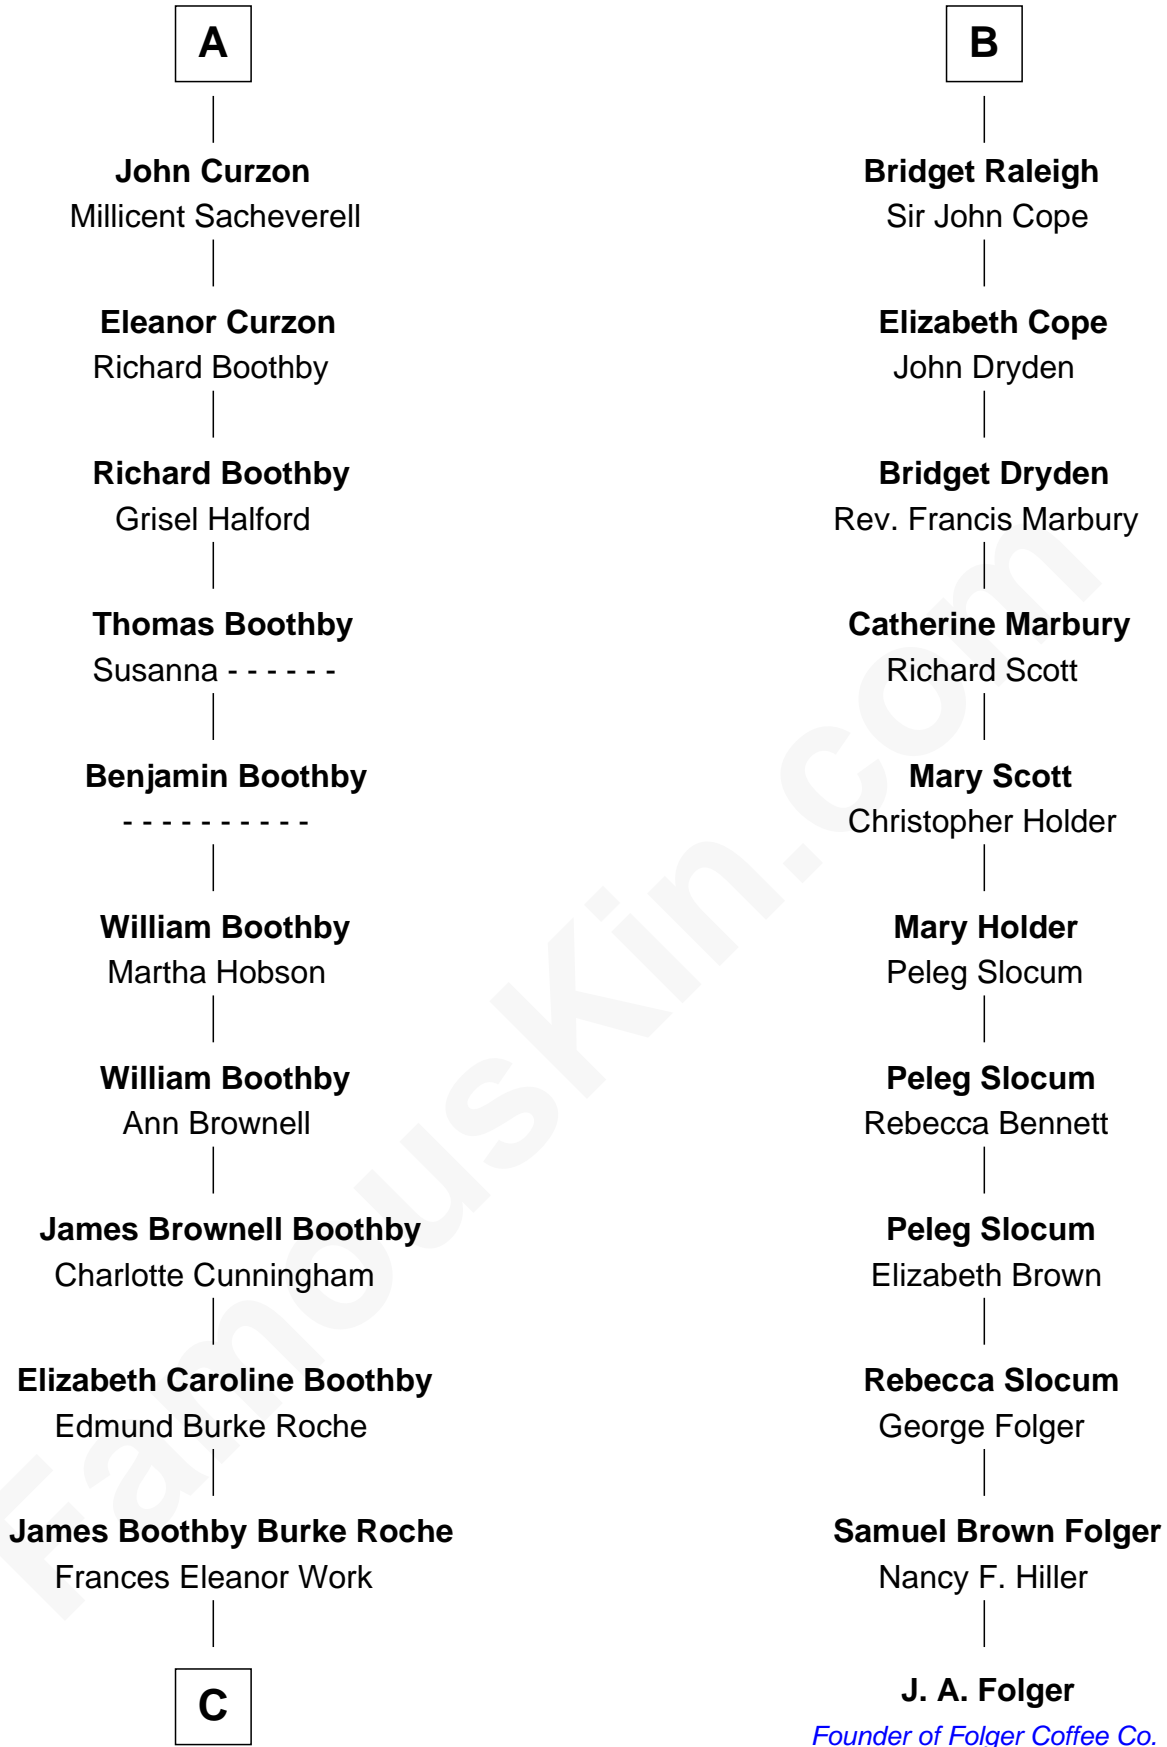 A
John Curzon
Millicent Sacheverell
Eleanor Curzon
Richard Boothby
Richard Boothby
Grisel Halford
Thomas Boothby
Susanna - - - - - -
Benjamin Boothby
- - - - - - - - - -
William Boothby
Martha Hobson
William Boothby
Ann Brownell
James Brownell Boothby
Charlotte Cunningham
Elizabeth Caroline Boothby
Edmund Burke Roche
James Boothby Burke Roche
Frances Eleanor Work
C
B
Bridget Raleigh
Sir John Cope
Elizabeth Cope
John Dryden
Bridget Dryden
Rev. Francis Marbury
Catherine Marbury
Richard Scott
Mary Scott
Christopher Holder
Mary Holder
Peleg Slocum
Peleg Slocum
Rebecca Bennett
Peleg Slocum
Elizabeth Brown
Rebecca Slocum
George Folger
Samuel Brown Folger
Nancy F. Hiller
J. A. Folger
Founder of Folger Coffee Co.
FamousKin.com